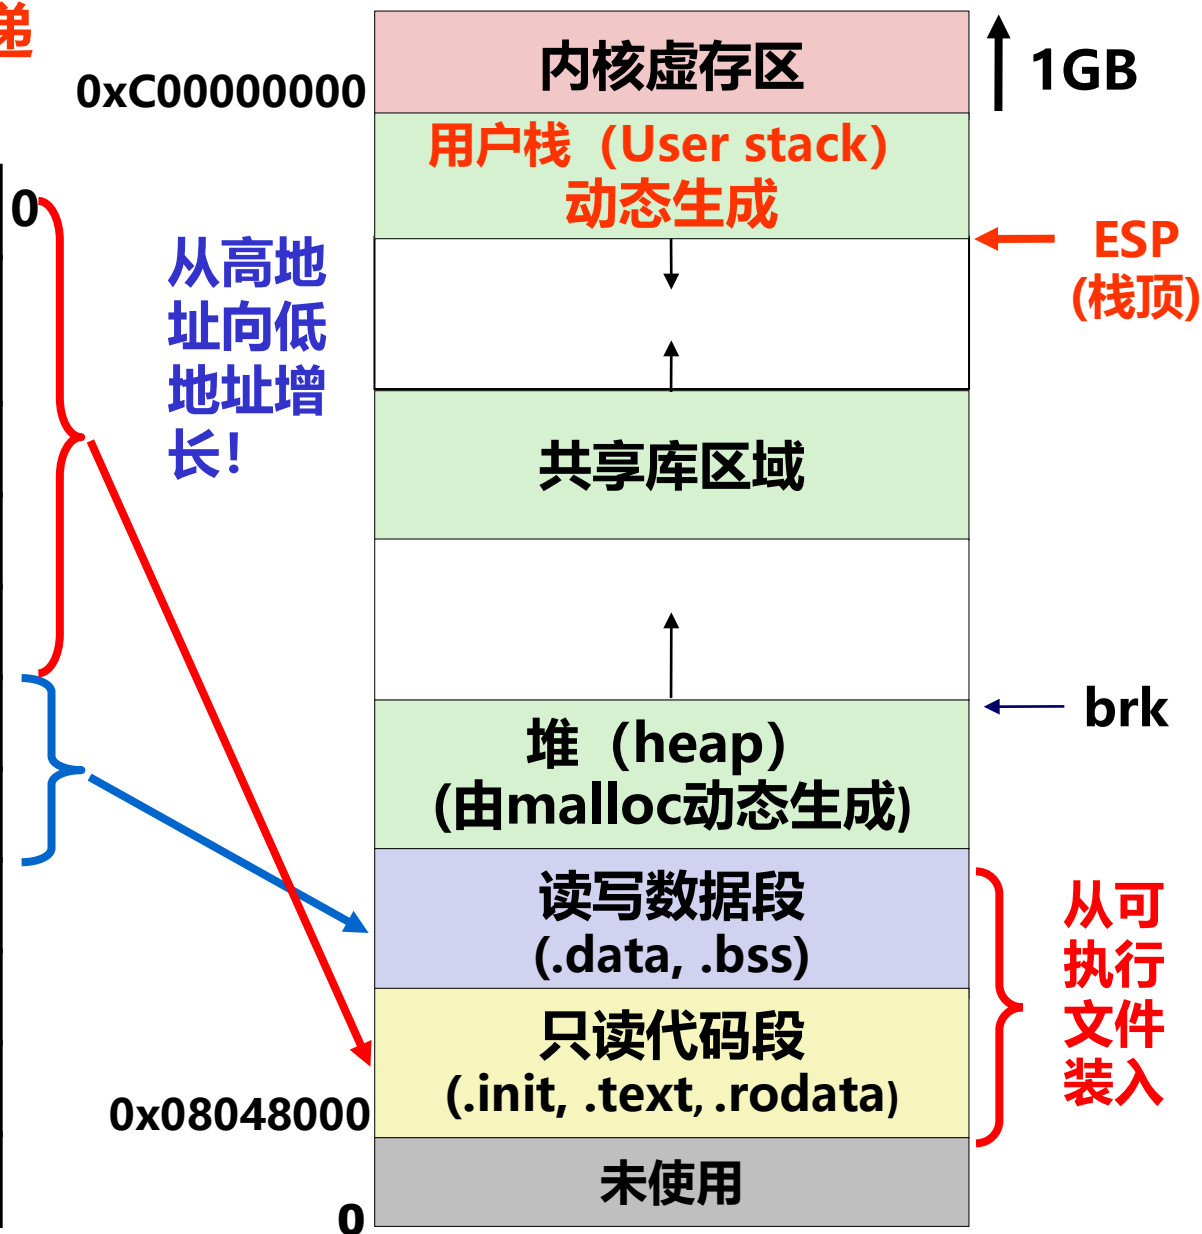 递
内核虚存区
1GB
0xC00000000
用户栈（User stack）
动态生成
0
从高地
址向低
地址增
长！
ESP
(栈顶)
共享库区域
brk
堆（heap）
(由malloc动态生成)
读写数据段
(.data, .bss)
从可
执行
文件
装入
只读代码段
(.init, .text, .rodata)
0x08048000
未使用
0